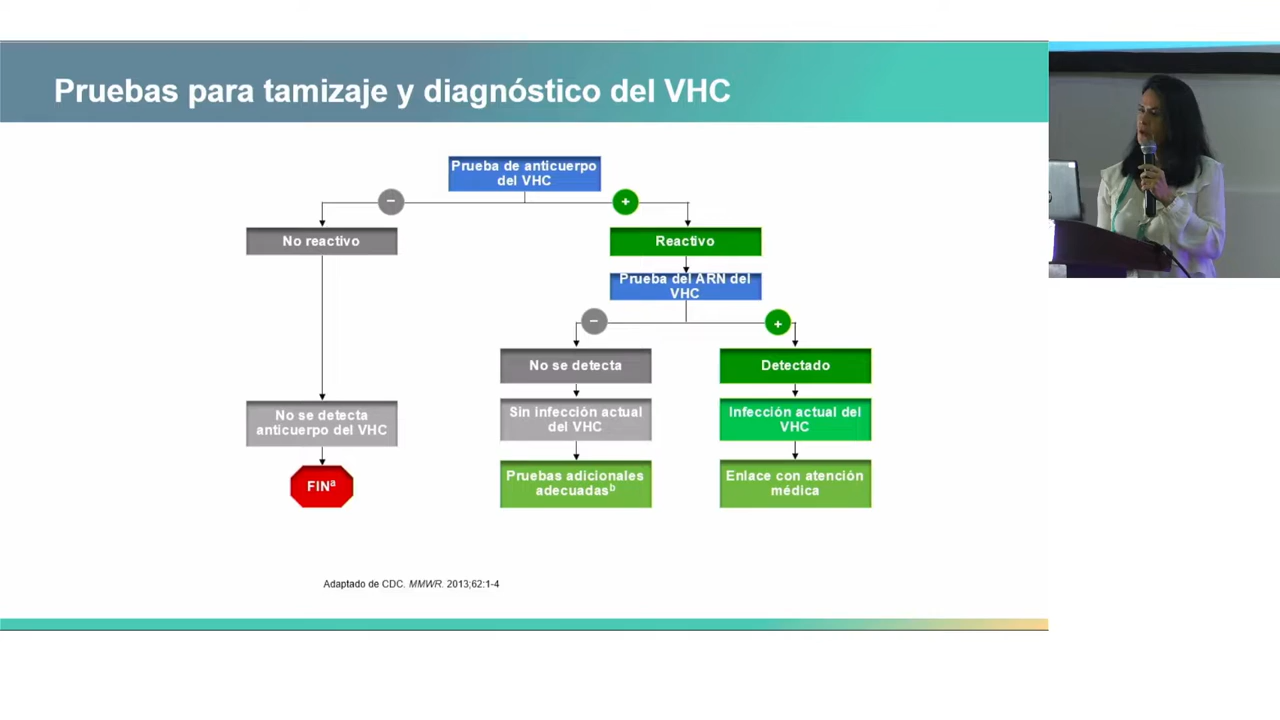 Pruebas para tamizaje y diagnóstico del VHC
Prueba de anticuerpo
del VHC
−
+
No reactivo
Reactivo
Prueba del ARN del
VHC
−
+
No se detecta
Detectado
No se detecta
anticuerpo del VHC
Sin infección actual
del VHC
Infección actual del
VHC
FINª
Pruebas adicionales
adecuadasᵇ
Enlace con atención
médica
Adaptado de CDC. MMWR. 2013;62:1-4